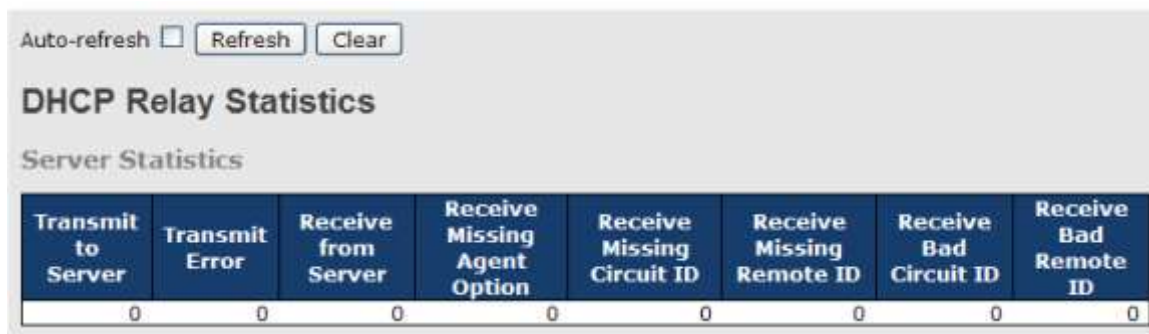 Auto-refresh Refresh Clear
DHCP Relay Statistics
Server Statistics
Transmit to Server Transmit Error Receive from Server Receive Missing Agent Option Receive Missing Circuit ID Receive Missing Remote ID Receive Bad Circuit ID Receive Bad Remote ID
0 0 0 0 0 0 0 0